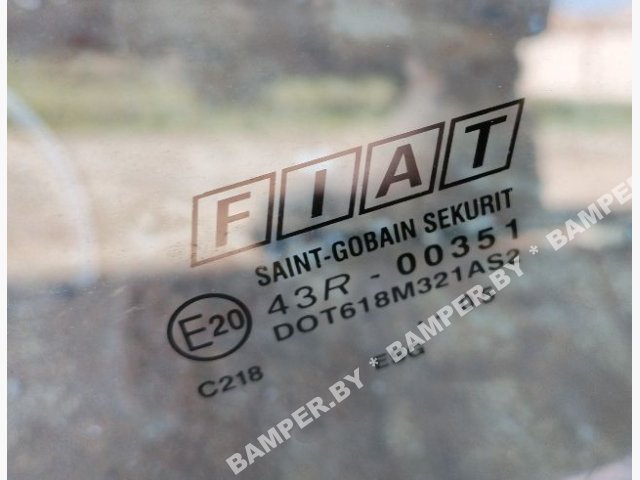 FIAT
SAINT-GOBAIN SEKURIT
E20 43R - 00351
DOT618M321AS2
C218
BAMPER.BY * BAMPER.BY * BAMPER.BY